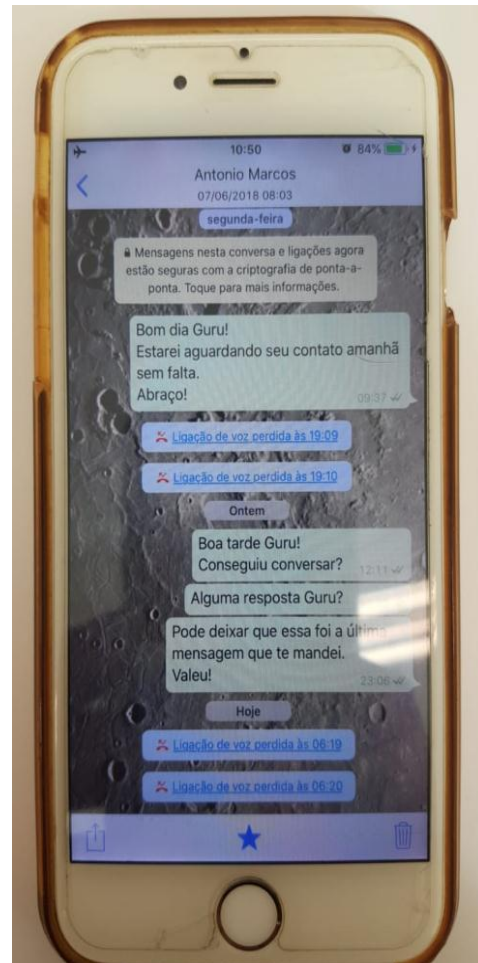 10:50
84%
Antonio Marcos
07/06/2018 08:03
segunda-feira
Mensagens nesta conversa e ligações agora
estão seguras com a criptografia de ponta-a-
ponta. Toque para mais informações.
Bom dia Guru!
Estarei aguardando seu contato amanhã
sem falta.
Abraço!
09:37
Ligação de voz perdida às 19:09
Ligação de voz perdida às 19:10
Ontem
Boa tarde Guru!
Conseguiu conversar?
12:11
Alguma resposta Guru?
Pode deixar que essa foi a última
mensagem que te mandei.
Valeu!
23:06
Hoje
Ligação de voz perdida às 06:19
Ligação de voz perdida às 06:20